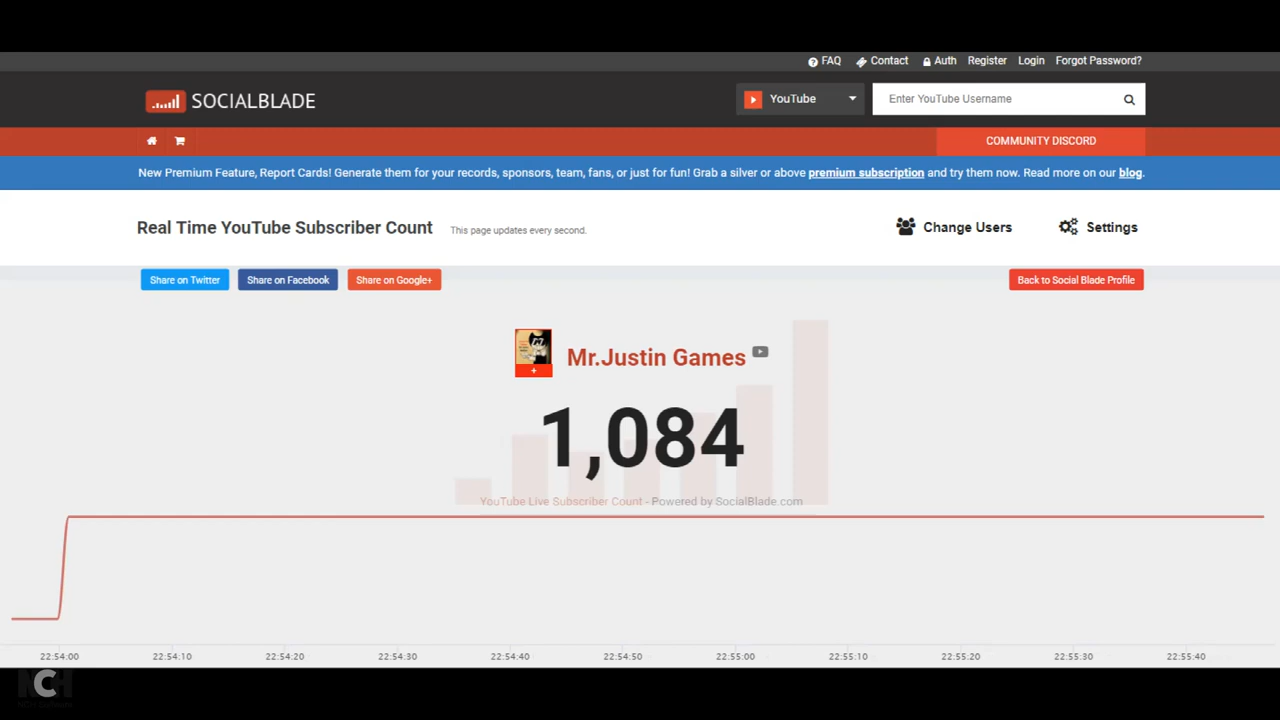 FAQ Contact Auth Register Login Forgot Password?
SOCIALBLADE
YouTube
Enter YouTube Username
COMMUNITY DISCORD
New Premium Feature, Report Cards! Generate them for your records, sponsors, team, fans, or just for fun! Grab a silver or above premium subscription and try them now. Read more on our blog.
Real Time YouTube Subscriber Count
This page updates every second.
Change Users
Settings
Share on Twitter
Share on Facebook
Share on Google+
Back to Social Blade Profile
Mr.Justin Games
1,084
YouTube Live Subscriber Count - Powered by SocialBlade.com
22:54:00 22:54:10 22:54:20 22:54:30 22:54:40 22:54:50 22:55:00 22:55:10 22:55:20 22:55:30 22:55:40
NCH